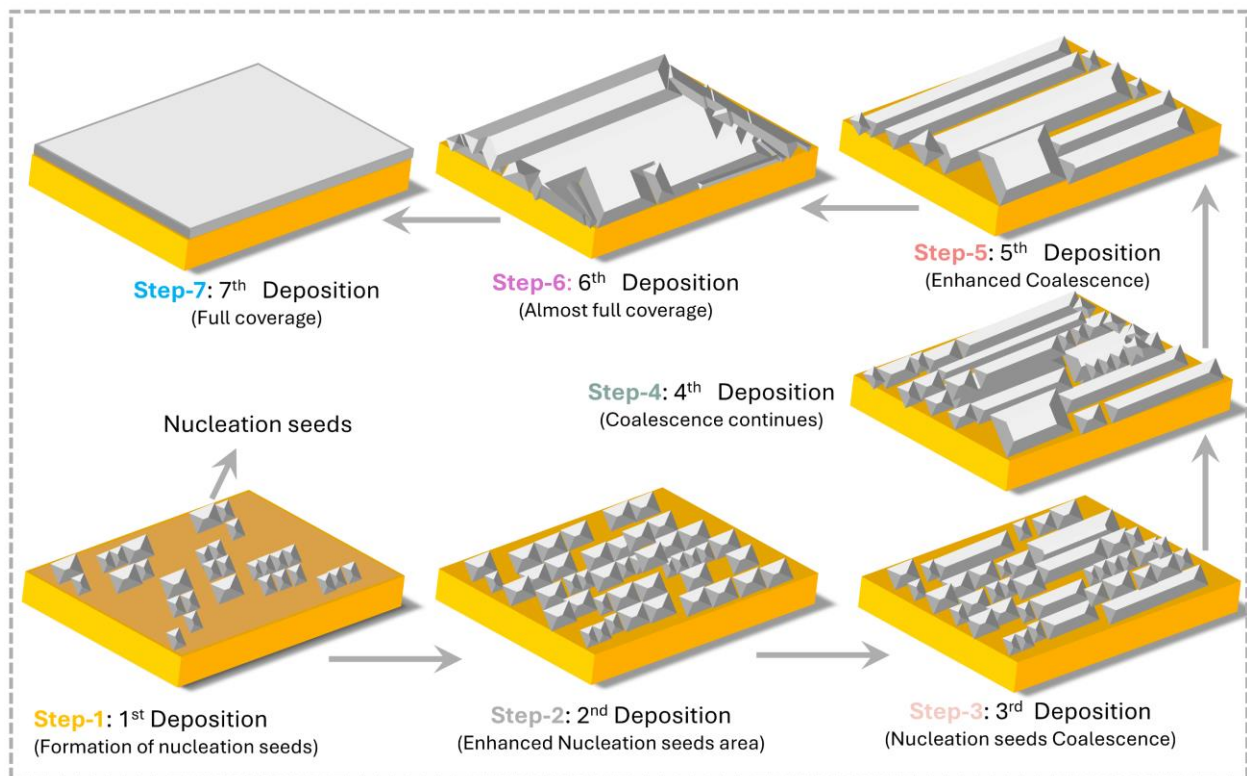 Step-7: 7th Deposition
(Full coverage)
Step-6: 6th Deposition
(Almost full coverage)
Step-5: 5th Deposition
(Enhanced Coalescence)
Step-4: 4th Deposition
(Coalescence continues)
Nucleation seeds
Step-1: 1st Deposition
(Formation of nucleation seeds)
Step-2: 2nd Deposition
(Enhanced Nucleation seeds area)
Step-3: 3rd Deposition
(Nucleation seeds Coalescence)